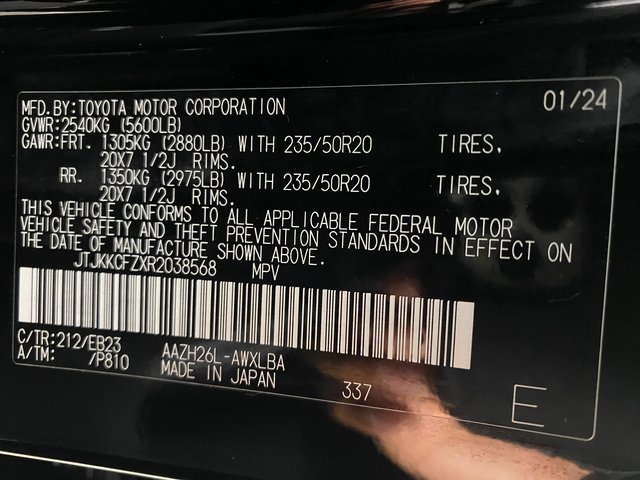 MFD.BY:TOYOTA MOTOR CORPORATION 01/24
GVWR:2540KG (5600LB)
GAWR:FRT. 1305KG (2880LB) WITH 235/50R20 TIRES,
20X7 1/2J RIMS.
RR. 1350KG (2975LB) WITH 235/50R20 TIRES,
20X7 1/2J RIMS.
THIS VEHICLE CONFORMS TO ALL APPLICABLE FEDERAL MOTOR
VEHICLE SAFETY AND THEFT PREVENTION STANDARDS IN EFFECT ON
THE DATE OF MANUFACTURE SHOWN ABOVE.
JTJKKCFZXR2038568 MPV
C/TR:212/EB23 AAZH26L-AWXLBA
A/TM: /P810 MADE IN JAPAN 337 E